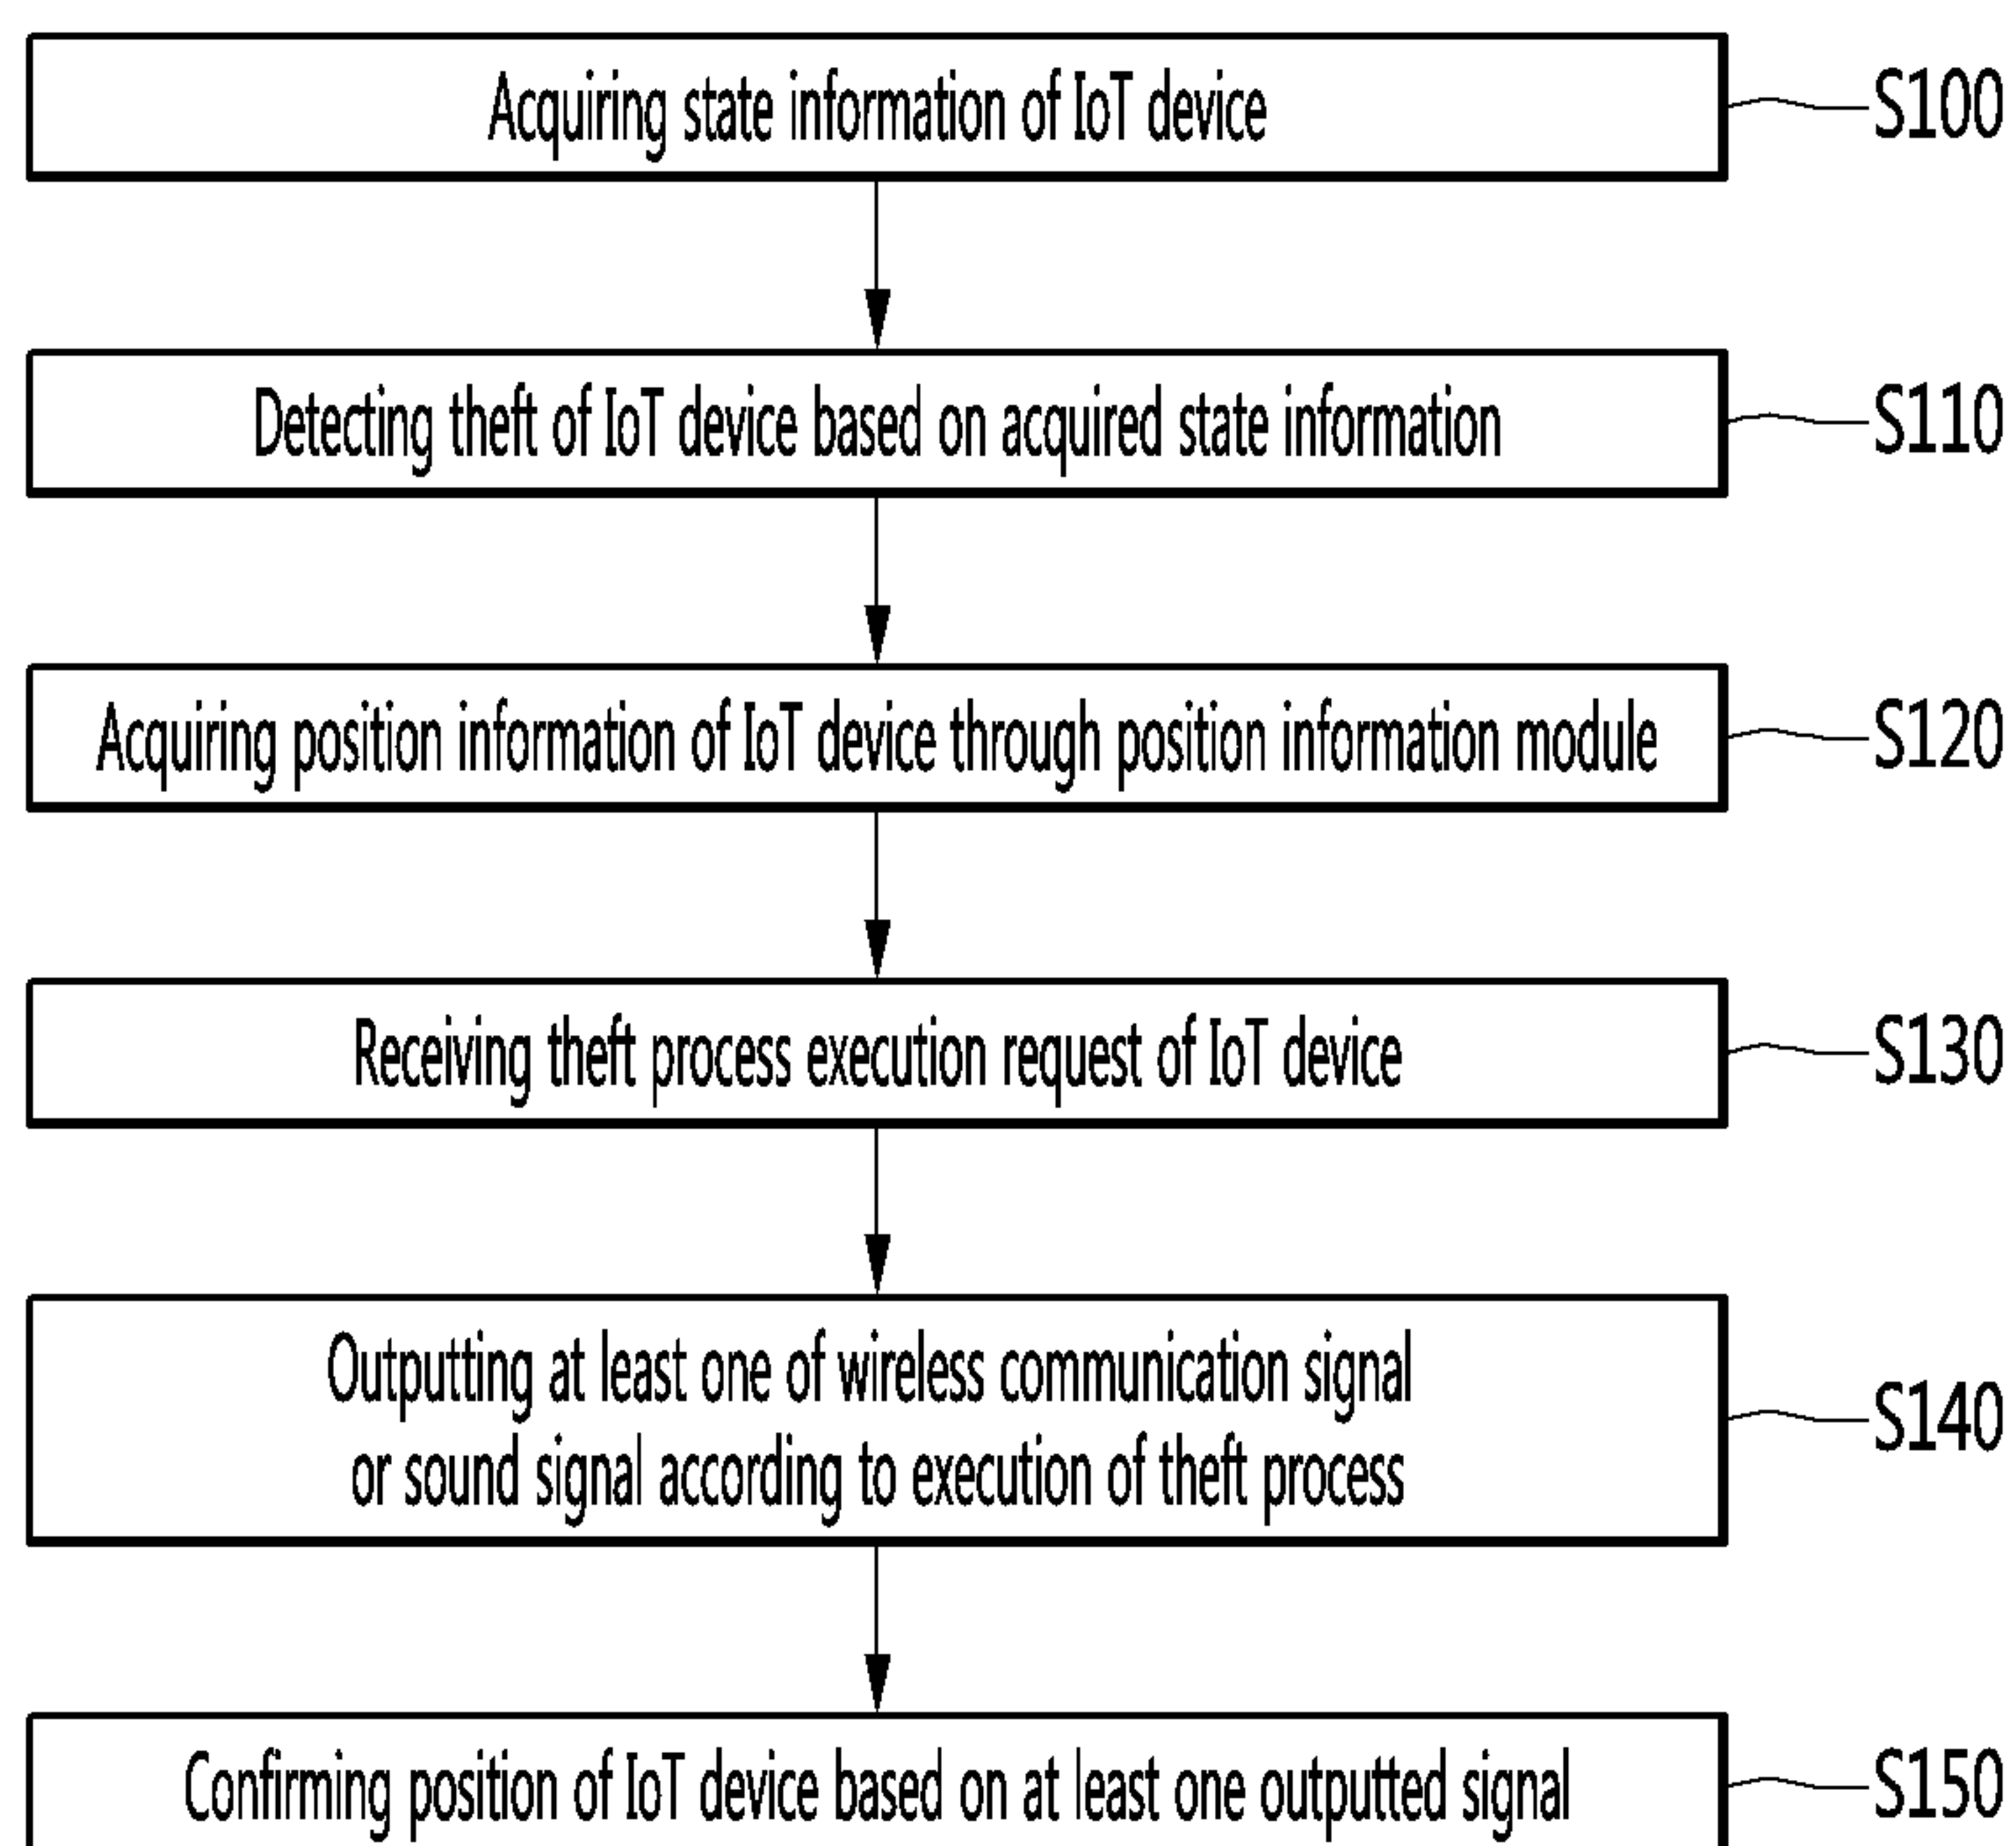 Acquiring state information of IoT device
S100
Detecting theft of IoT device based on acquired state information
S110
Acquiring position information of IoT device through position information module
S120
Receiving theft process execution request of IoT device
S130
Outputting at least one of wireless communication signal
or sound signal according to execution of theft process
S140
Confirming position of IoT device based on at least one outputted signal
S150